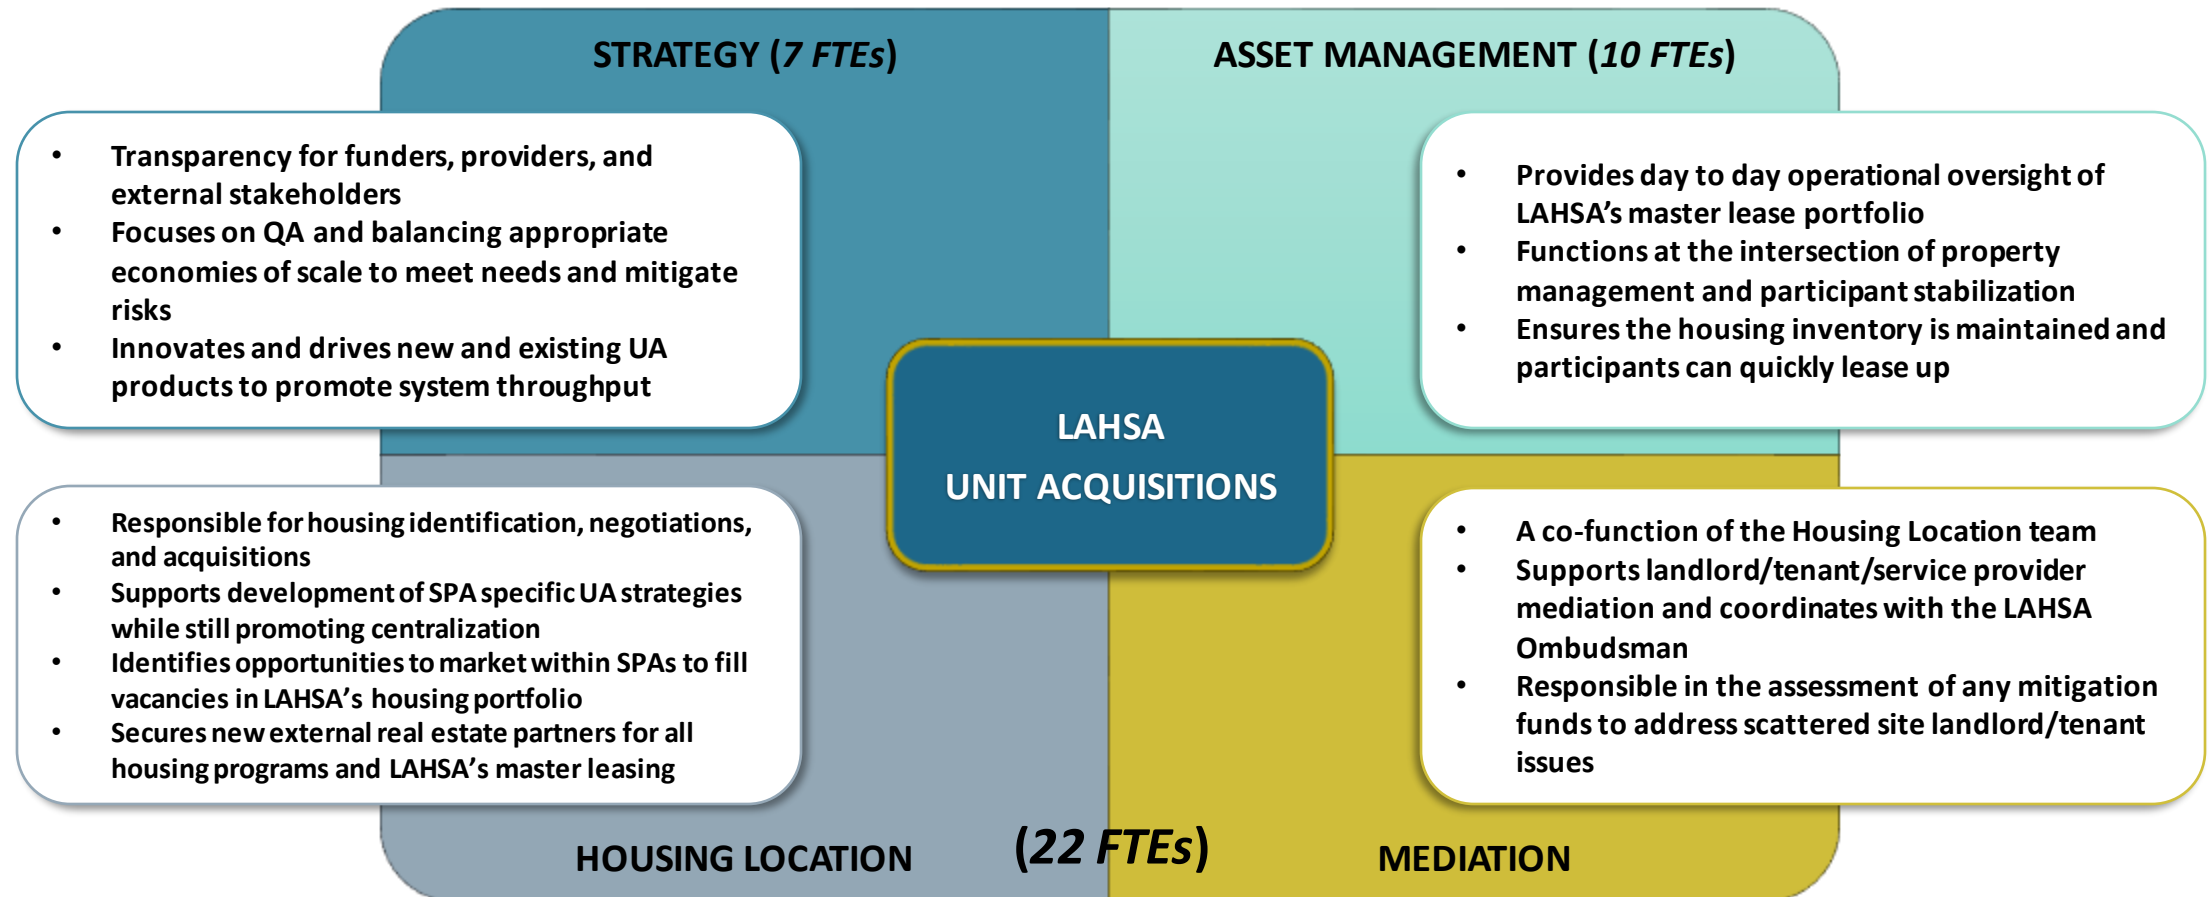 STRATEGY (7 FTEs)
• Transparency for funders, providers, and
external stakeholders
• Focuses on QA and balancing appropriate
economies of scale to meet needs and mitigate
risks
• Innovates and drives new and existing UA
products to promote system throughput
ASSET MANAGEMENT (10 FTEs)
• Provides day to day operational oversight of
LAHSA’s master lease portfolio
• Functions at the intersection of property
management and participant stabilization
• Ensures the housing inventory is maintained and
participants can quickly lease up
LAHSA
UNIT ACQUISITIONS
• Responsible for housing identification, negotiations,
and acquisitions
• Supports development of SPA specific UA strategies
while still promoting centralization
• Identifies opportunities to market within SPAs to fill
vacancies in LAHSA’s housing portfolio
• Secures new external real estate partners for all
housing programs and LAHSA’s master leasing
• A co-function of the Housing Location team
• Supports landlord/tenant/service provider
mediation and coordinates with the LAHSA
Ombudsman
• Responsible in the assessment of any mitigation
funds to address scattered site landlord/tenant
issues
HOUSING LOCATION (22 FTEs) MEDIATION